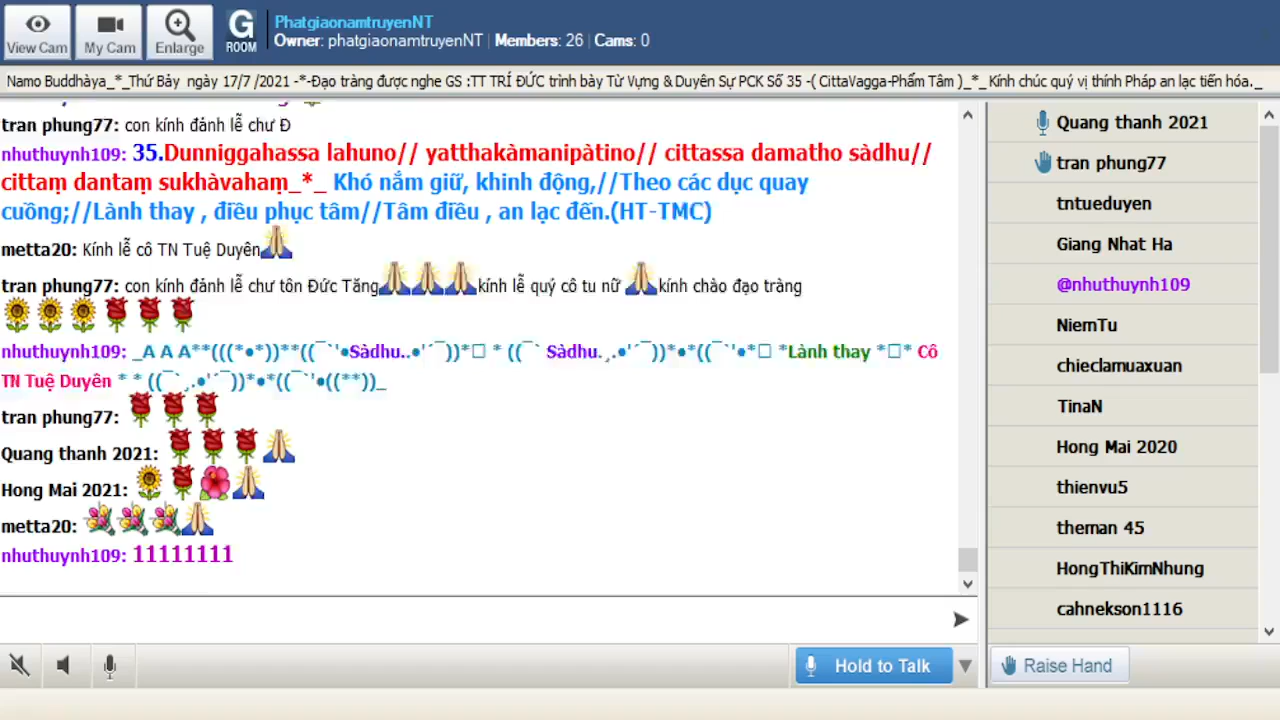 View Cam
My Cam
Enlarge
G
ROOM
PhatgiaonamtruyenNT
Owner: phatgiaonamtruyenNT | Members: 26 | Cams: 0
Namo Buddhàya_*_Thứ Bảy ngày 17/7 /2021 -*-Đạo tràng được nghe GS :TT TRÍ ĐỨC trình bày Từ Vựng & Duyên Sự PCK Số 35 -( CittaVagga-Phẩm Tâm )_*_ Kính chúc quý vị thính Pháp an lạc tiến hóa._
tran phung77: con kính đảnh lễ chư Đ
nhuthuynh109: 35.Dunniggahassa lahuno// yatthakàmanipàtino// cittassa damatho sàdhu//
cittaṃ dantaṃ sukhàvahaṃ_*_ Khó nắm giữ, khinh động,//Theo các dục quay
cuồng;//Lành thay , điều phục tâm//Tâm điều , an lạc đến.(HT-TMC)
metta20: Kính lễ cô TN Tuệ Duyên
tran phung77: con kính đảnh lễ chư tôn Đức Tăng kính lễ quý cô tu nữ kính chào đạo tràng
nhuthuynh109: _A A A**(((*•*))**((¯`'•Sàdhu..•'´¯))*□ * ((¯` Sàdhu.¸.•'´¯))*•*((¯`'•*□ *Lành thay *□* Cô
TN Tuệ Duyên * * ((¯`¸.•'´¯))*•*((¯`'•((**))_
tran phung77:
Quang thanh 2021:
Hong Mai 2021:
metta20:
nhuthuynh109: 11111111
Hold to Talk
Quang thanh 2021
tran phung77
tntueduyen
Giang Nhat Ha
@nhuthuynh109
NiemTu
chieclamuaxuan
TinaN
Hong Mai 2020
thienvu5
theman 45
HongThiKimNhung
cahnekson1116
Raise Hand